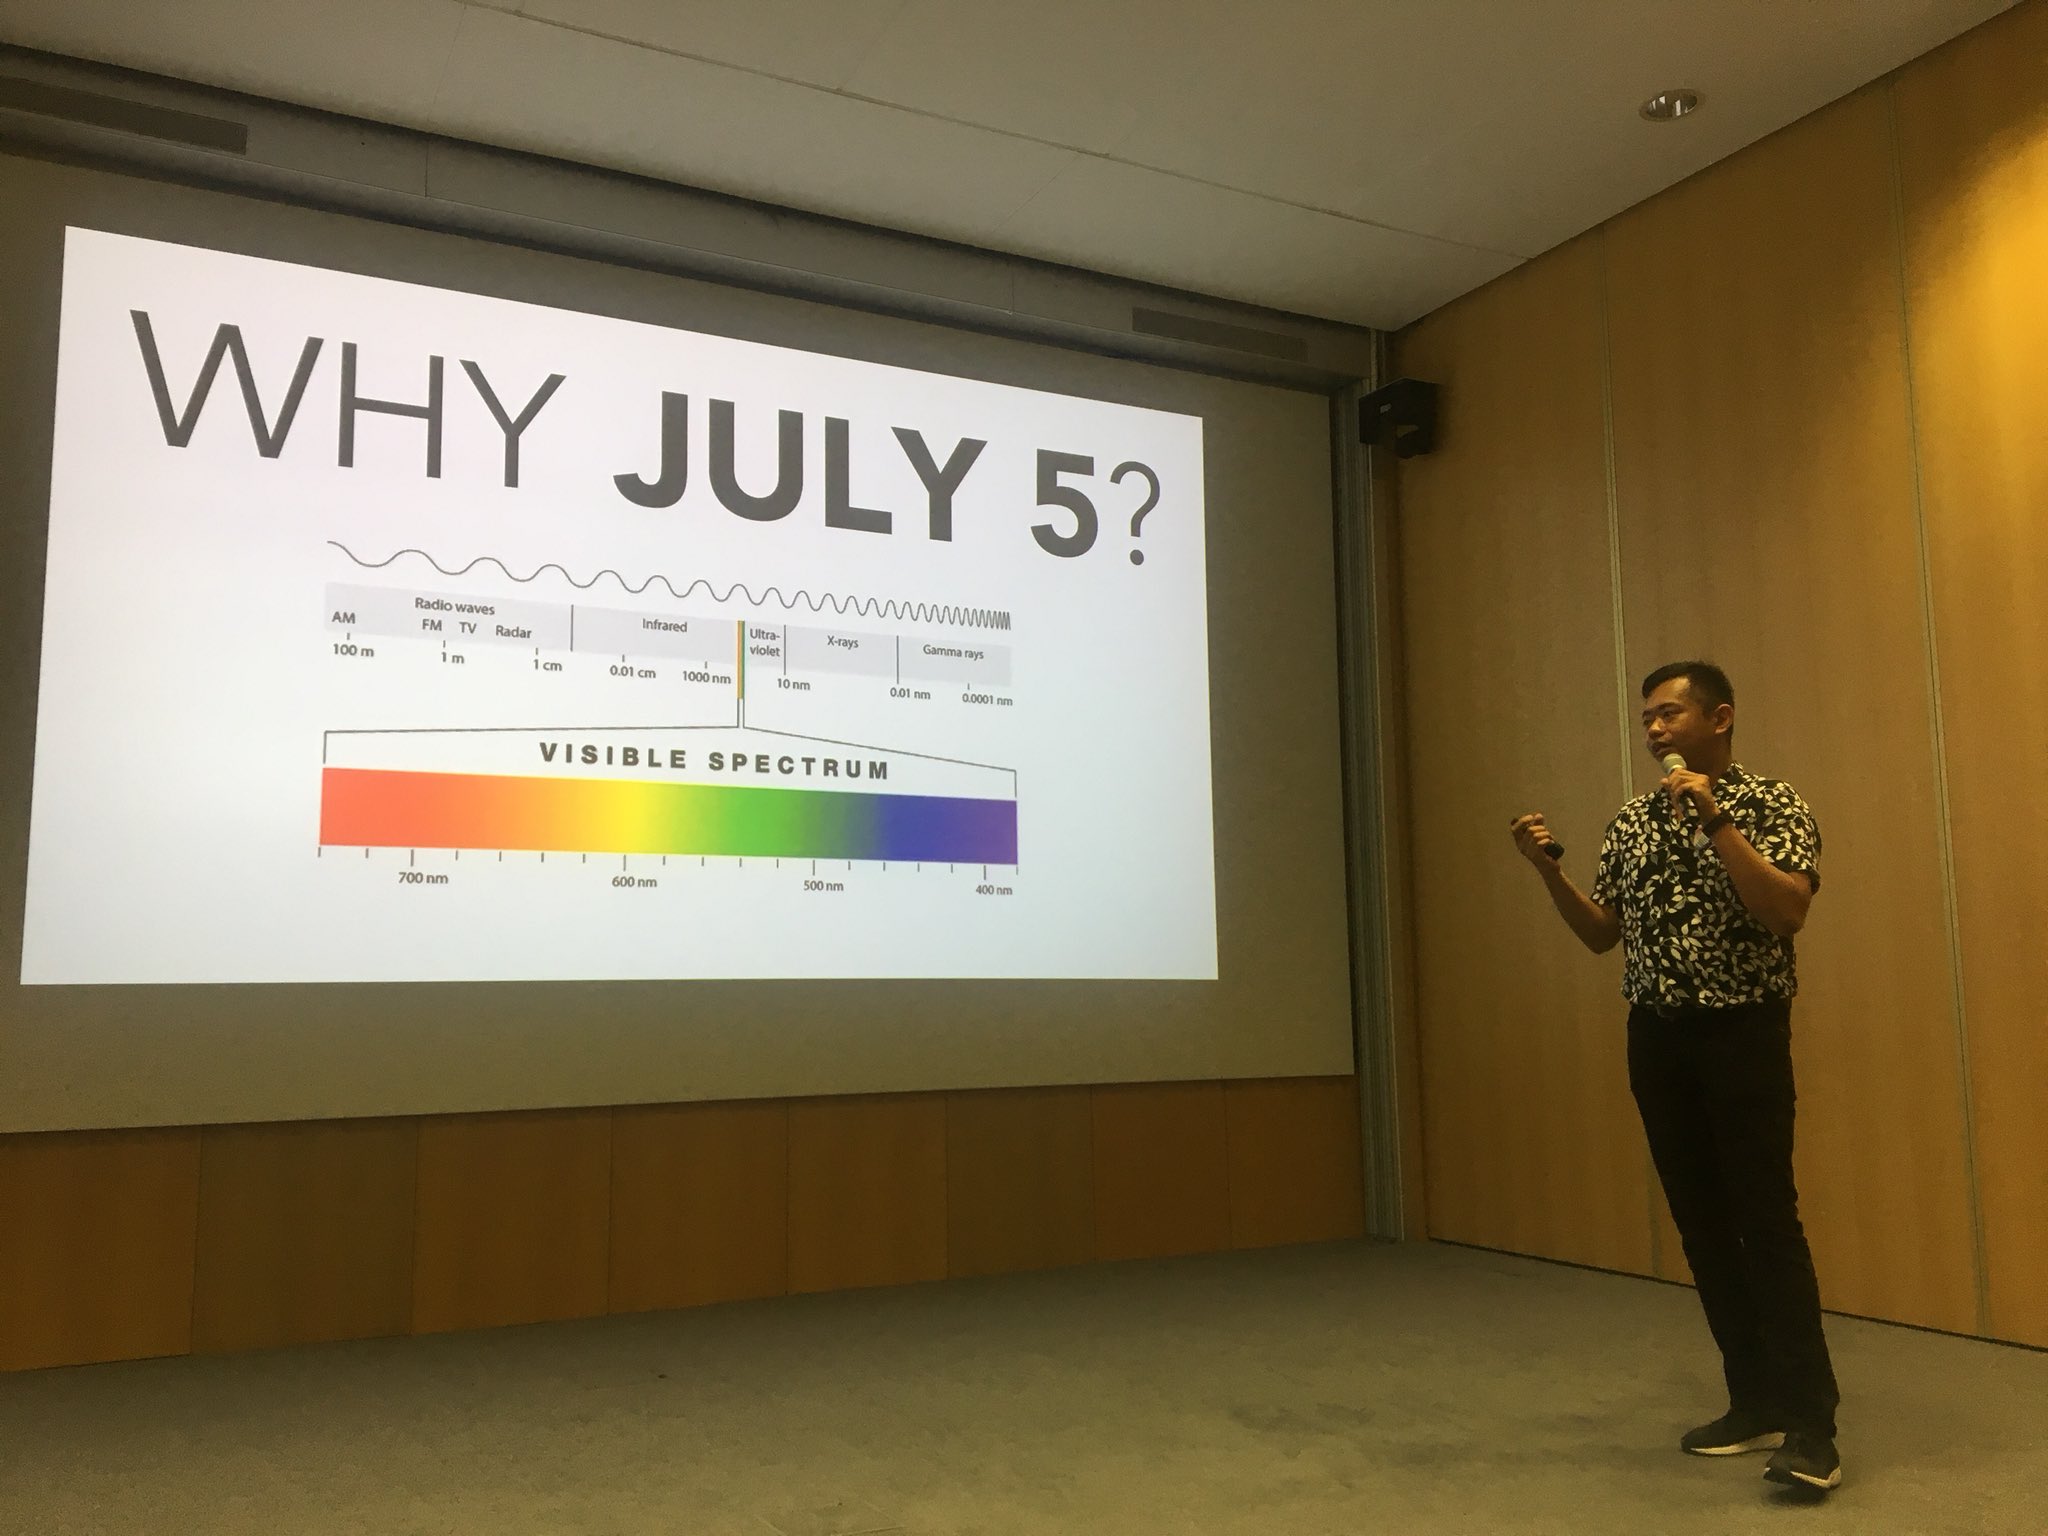 WHY JULY 5?
Radio waves
AM FM TV Radar
Infrared
Ultra-
violet
X-rays
Gamma rays
100 m 1 m 1 cm 0.01 cm 1000 nm 10 nm 0.01 nm 0.0001 nm
VISIBLE SPECTRUM
700 nm 600 nm 500 nm 400 nm